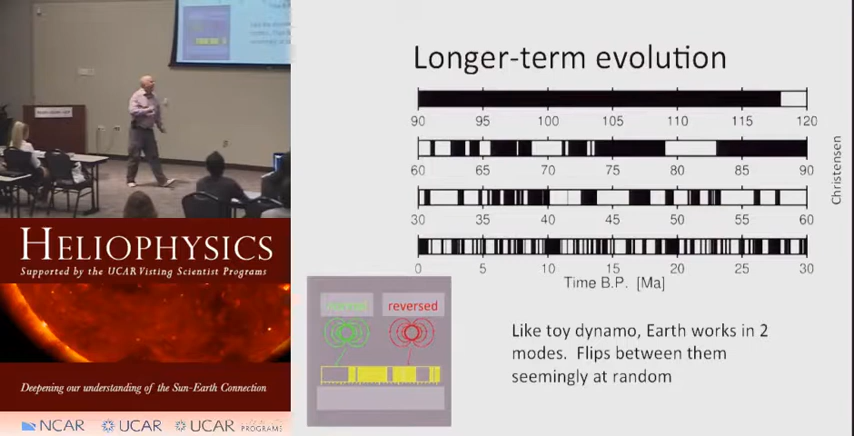 HELIOPHYSICS
Supported by the UCAR Visting Scientist Programs
Deepening our understanding of the Sun-Earth Connection
NCAR UCAR UCAR PROGRAMS
Longer-term evolution
90 95 100 105 110 115 120
60 65 70 75 80 85 90
30 35 40 45 50 55 60
0 5 10 15 20 25 30
Time B.P. [Ma]
Christensen
normal reversed
Like toy dynamo, Earth works in 2
modes. Flips between them
seemingly at random